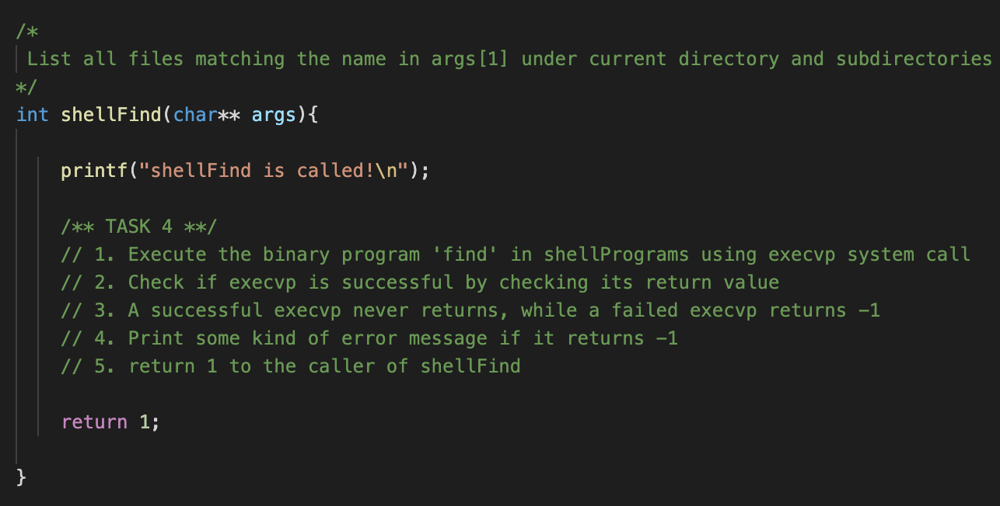 /*
List all files matching the name in args[1] under current directory and subdirectories
*/
int shellFind(char** args){
printf("shellFind is called!\n");
/** TASK 4 **/
// 1. Execute the binary program 'find' in shellPrograms using execvp system call
// 2. Check if execvp is successful by checking its return value
// 3. A successful execvp never returns, while a failed execvp returns -1
// 4. Print some kind of error message if it returns -1
// 5. return 1 to the caller of shellFind
return 1;
}